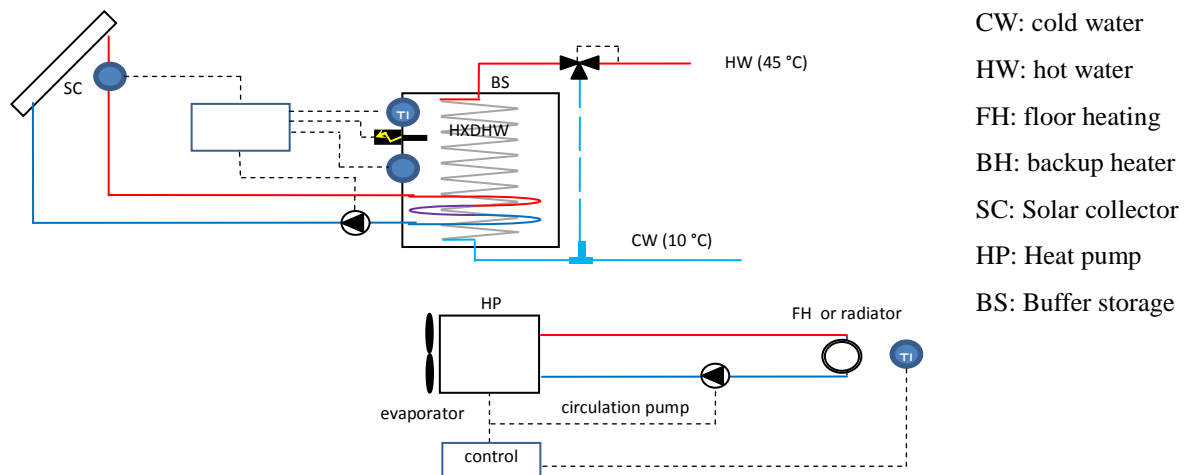 SC
BS
TI
HXDHW
HW (45 °C)
CW (10 °C)
HP
FH or radiator
TI
evaporator
circulation pump
control
CW: cold water
HW: hot water
FH: floor heating
BH: backup heater
SC: Solar collector
HP: Heat pump
BS: Buffer storage